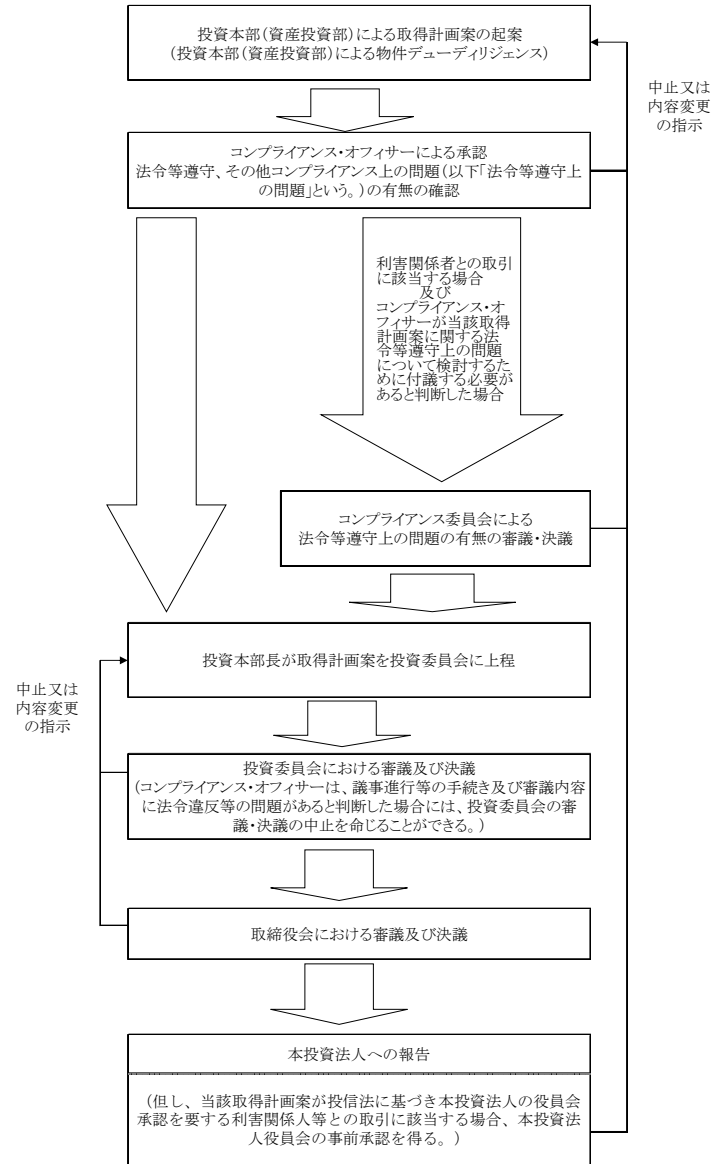 投資本部(資産投資部)による取得計画案の起案
(投資本部(資産投資部)による物件デューディリジェンス)
中止又は
内容変更
の指示
コンプライアンス・オフィサーによる承認
法令等遵守、その他コンプライアンス上の問題(以下「法令等遵守上
の問題」という。)の有無の確認
利害関係者との取引
に該当する場合
及び
コンプライアンス・オ
フィサーが当該取得
計画案に関する法
令等遵守上の問題
について検討するた
めに付議する必要が
あると判断した場合
コンプライアンス委員会による
法令等遵守上の問題の有無の審議・決議
投資本部長が取得計画案を投資委員会に上程
中止又は
内容変更
の指示
投資委員会における審議及び決議
(コンプライアンス・オフィサーは、議事進行等の手続き及び審議内容
に法令違反等の問題があると判断した場合には、投資委員会の審
議・決議の中止を命じることができる。)
取締役会における審議及び決議
本投資法人への報告
(但し、当該取得計画案が投信法に基づき本投資法人の役員会
承認を要する利害関係人等との取引に該当する場合、本投資法
人役員会の事前承認を得る。)